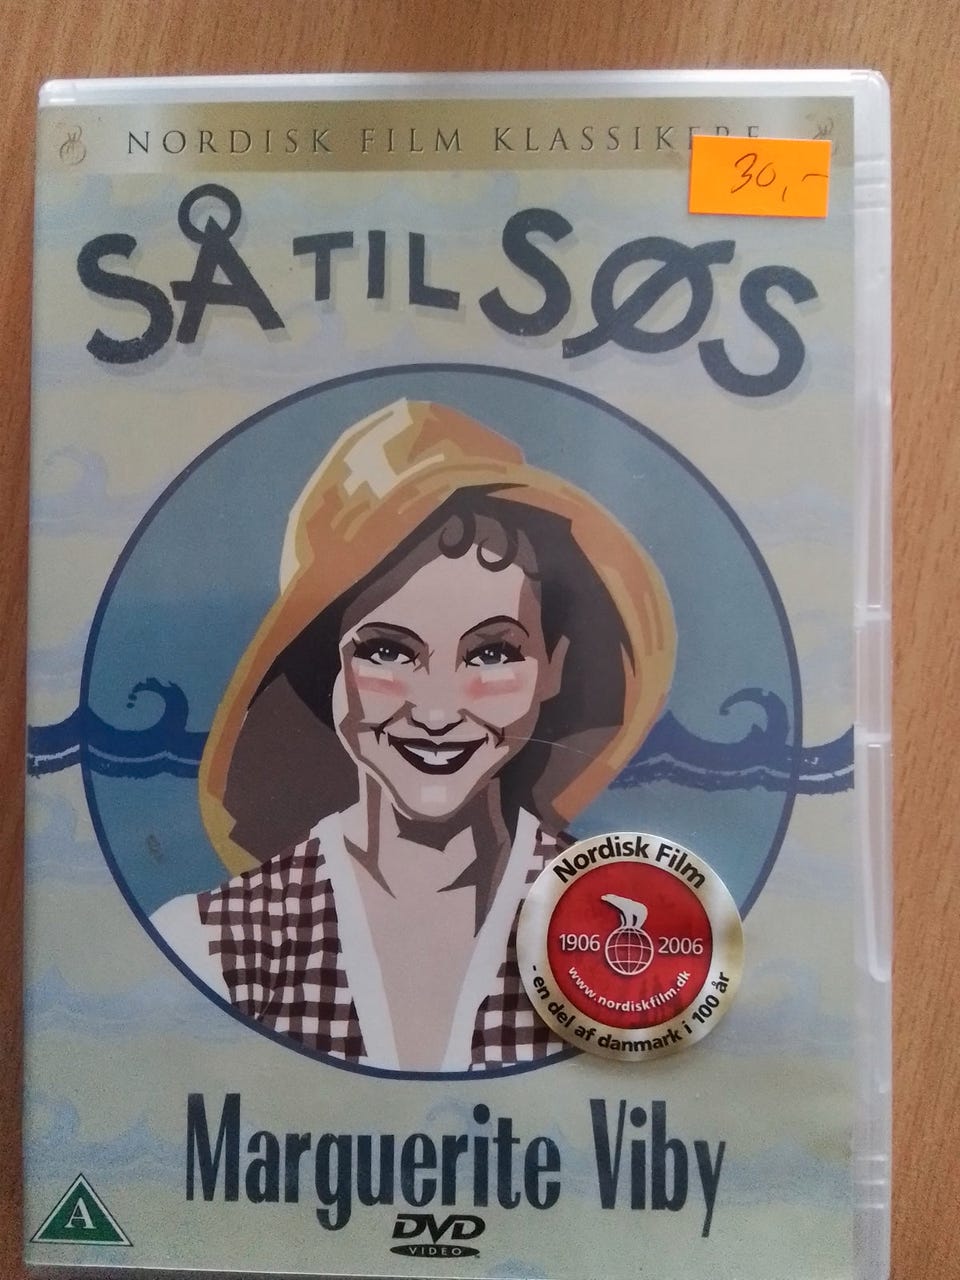 NORDISK FILM KLASSIKERE
30,-
SÅ TIL SØS
Nordisk Film
1906 2006
www.nordiskfilm.dk
- en del af danmark i 100 år
Marguerite Viby
A
DVD
VIDEO